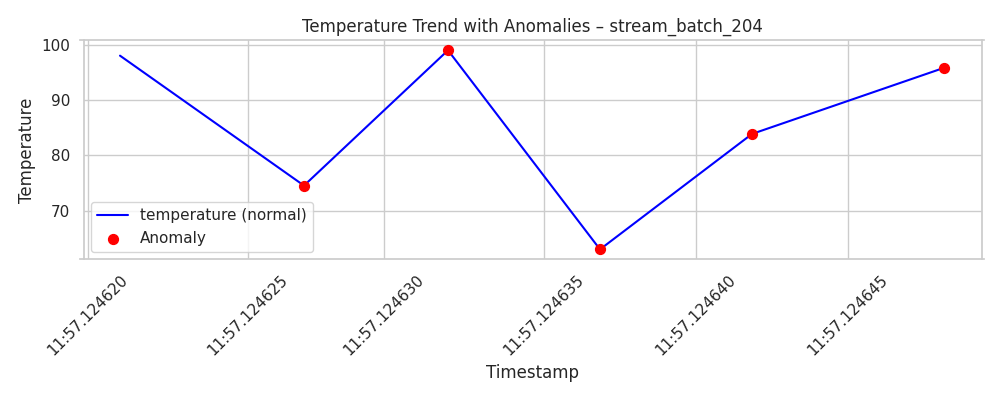 Temperature Trend with Anomalies – stream_batch_204
Temperature
100
90
80
70
temperature (normal)
Anomaly
11:57.124620
11:57.124625
11:57.124630
11:57.124635
11:57.124640
11:57.124645
Timestamp